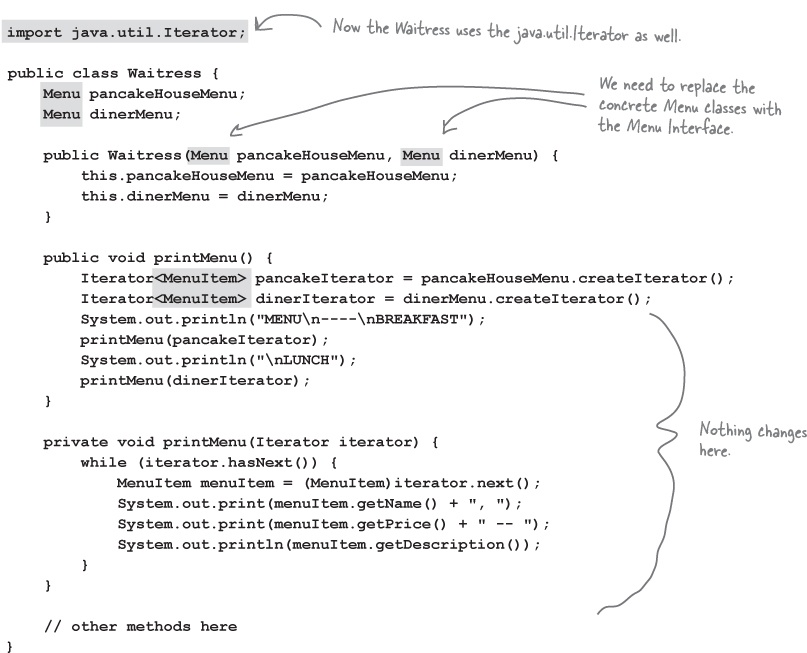 import java.util.Iterator;
Now the Waitress uses the java.util.Iterator as well.
public class Waitress {
Menu pancakeHouseMenu;
Menu dinerMenu;
We need to replace the
concrete Menu classes with
the Menu Interface.
public Waitress(Menu pancakeHouseMenu, Menu dinerMenu) {
this.pancakeHouseMenu = pancakeHouseMenu;
this.dinerMenu = dinerMenu;
}
public void printMenu() {
Iterator<MenuItem> pancakeIterator = pancakeHouseMenu.createIterator();
Iterator<MenuItem> dinerIterator = dinerMenu.createIterator();
System.out.println("MENU\n----\nBREAKFAST");
printMenu(pancakeIterator);
System.out.println("\nLUNCH");
printMenu(dinerIterator);
}
Nothing changes
here.
private void printMenu(Iterator iterator) {
while (iterator.hasNext()) {
MenuItem menuItem = (MenuItem)iterator.next();
System.out.print(menuItem.getName() + ", ");
System.out.print(menuItem.getPrice() + " -- ");
System.out.println(menuItem.getDescription());
}
}
// other methods here
}